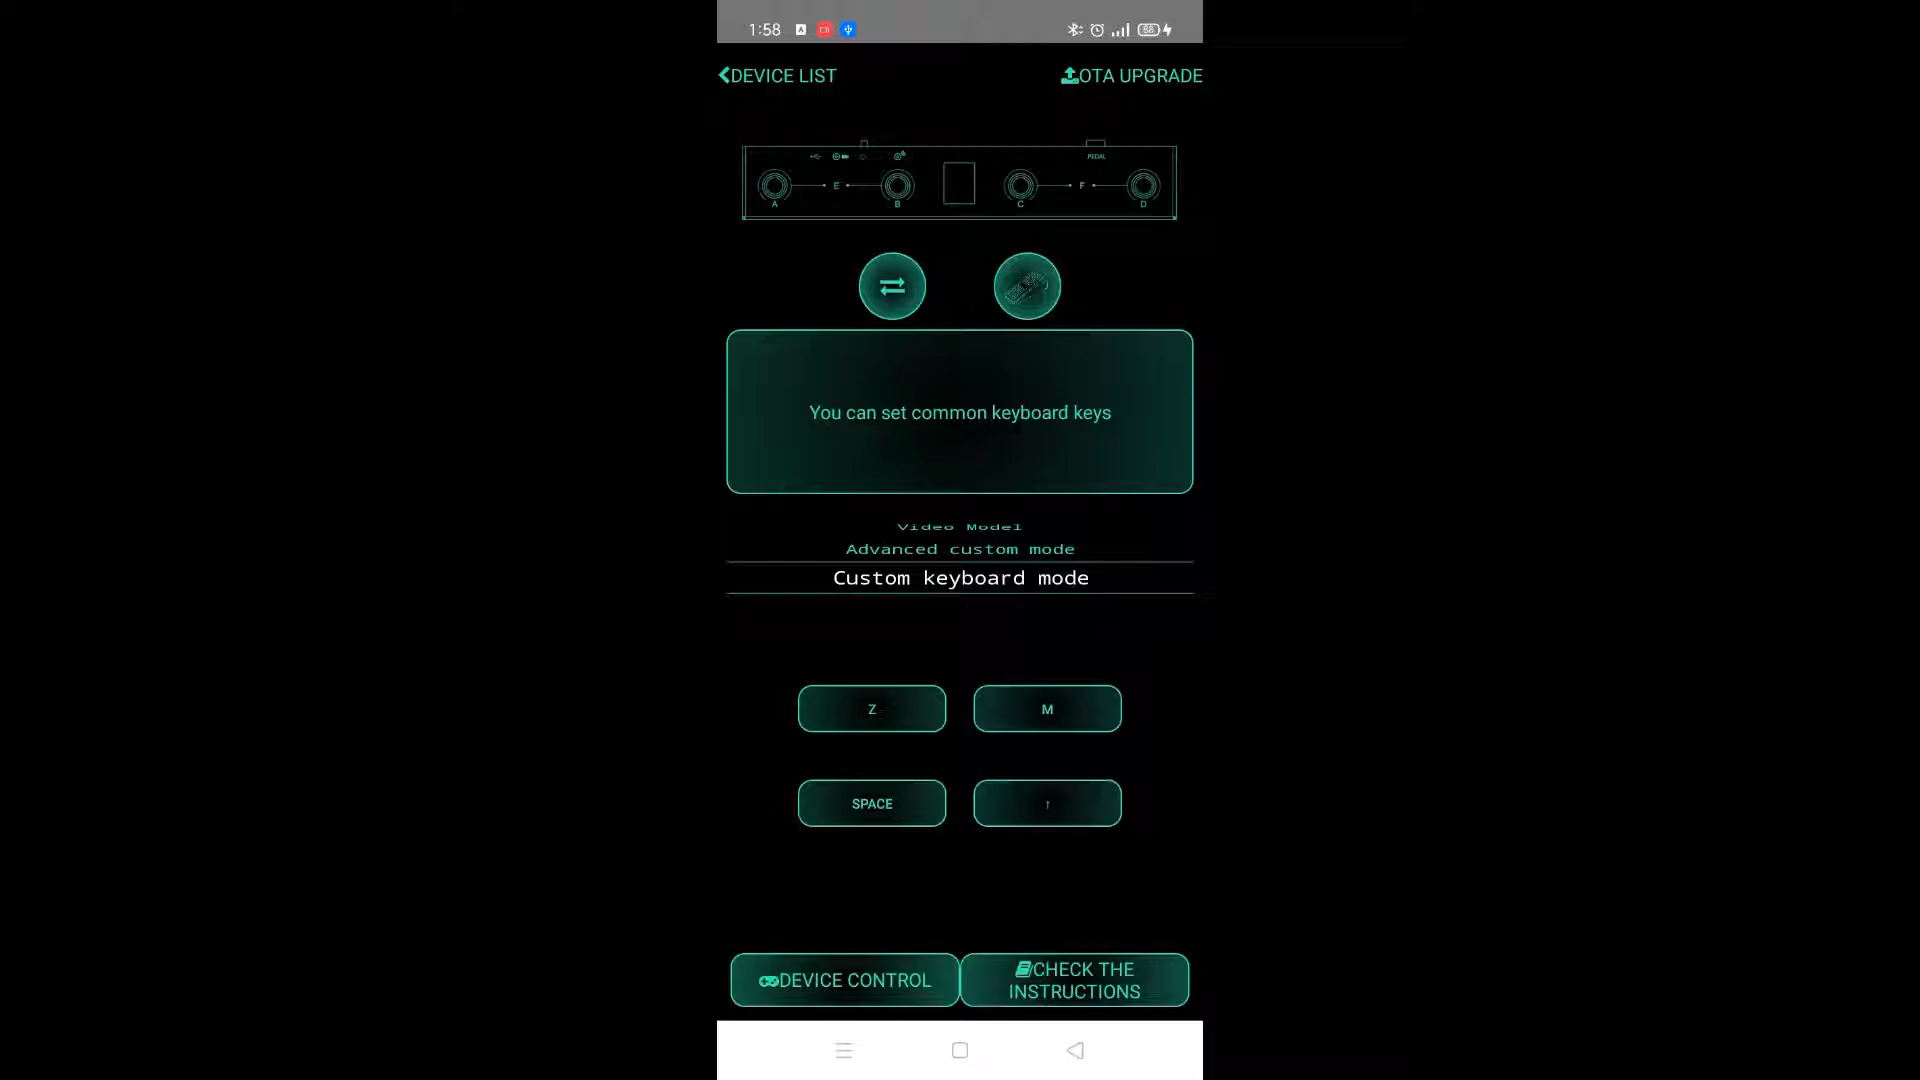 1:58
A
68
DEVICE LIST
OTA UPGRADE
PEDAL
E
F
A
B
C
D
You can set common keyboard keys
Video Model
Advanced custom mode
Custom keyboard mode
Z
M
SPACE
↑
DEVICE CONTROL
CHECK THE
INSTRUCTIONS